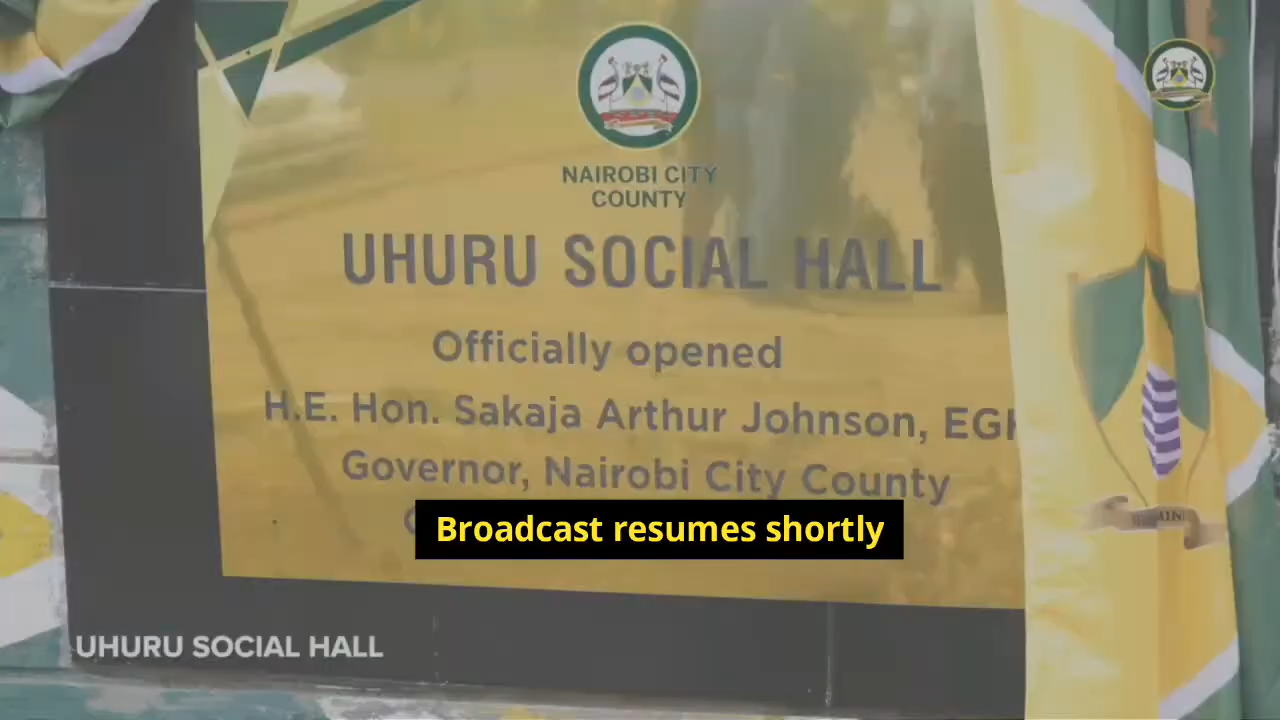 NAIROBI CITY
COUNTY
UHURU SOCIAL HALL
Officially opened
H.E. Hon. Sakaja Arthur Johnson,
Governor, Nairobi City County
Broadcast resumes shortly
UHURU SOCIAL HALL